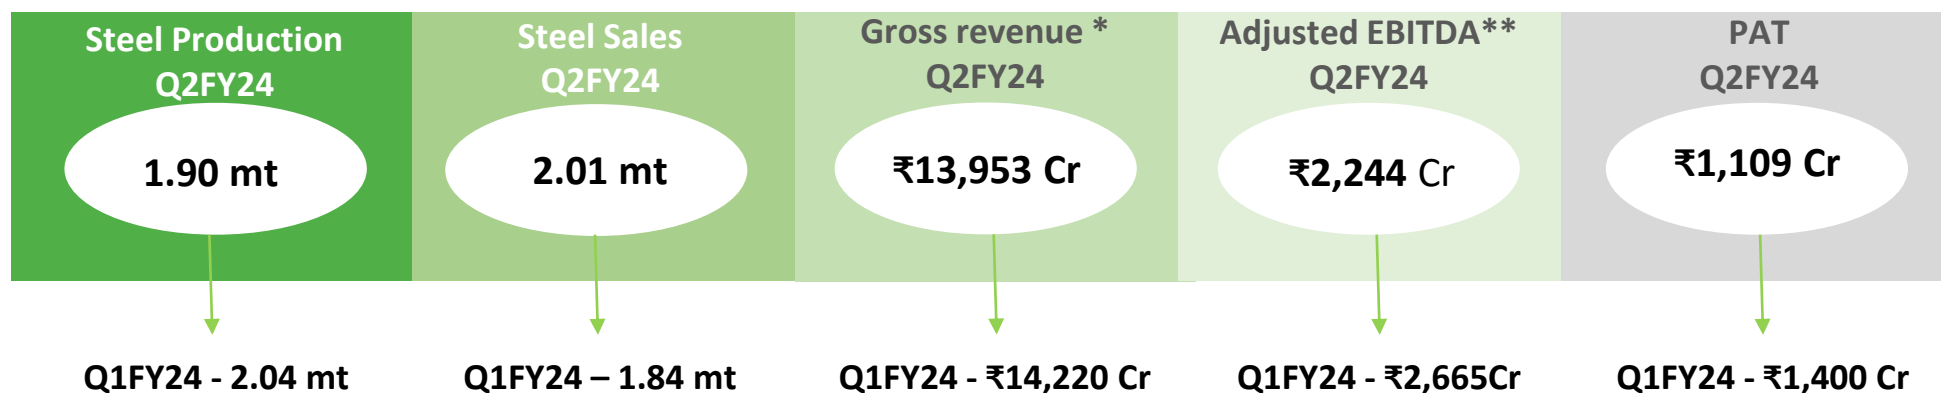 Steel Production
Q2FY24
1.90 mt
Q1FY24 - 2.04 mt
Steel Sales
Q2FY24
2.01 mt
Q1FY24 – 1.84 mt
Gross revenue *
Q2FY24
₹13,953 Cr
Q1FY24 - ₹14,220 Cr
Adjusted EBITDA**
Q2FY24
₹2,244 Cr
Q1FY24 - ₹2,665Cr
PAT
Q2FY24
₹1,109 Cr
Q1FY24 - ₹1,400 Cr